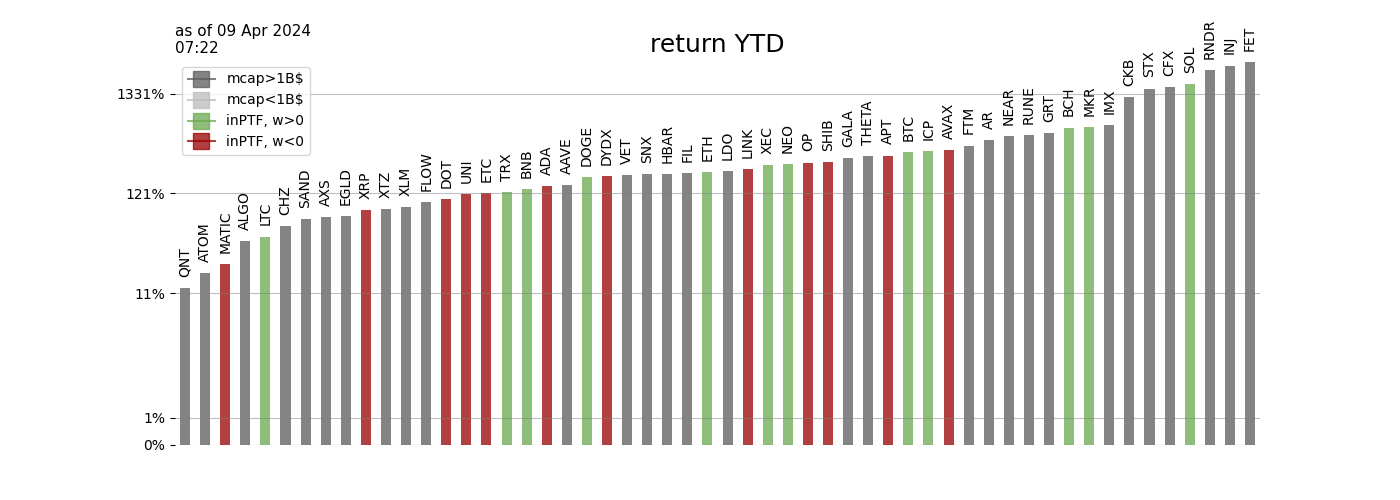 as of 09 Apr 2024
07:22
return YTD
mcap>1B$
mcap<1B$
inPTF, w>0
inPTF, w<0
1331%
121%
11%
1%
0%
QNT
ATOM
MATIC
ALGO
LTC
CHZ
SAND
AXS
EGLD
XRP
XTZ
XLM
FLOW
DOT
UNI
ETC
TRX
BNB
ADA
AAVE
DOGE
DYDX
VET
SNX
HBAR
FIL
ETH
LDO
LINK
XEC
NEO
OP
SHIB
GALA
THETA
APT
BTC
ICP
AVAX
FTM
AR
NEAR
RUNE
GRT
BCH
MKR
IMX
CKB
STX
CFX
SOL
RNDR
INJ
FET